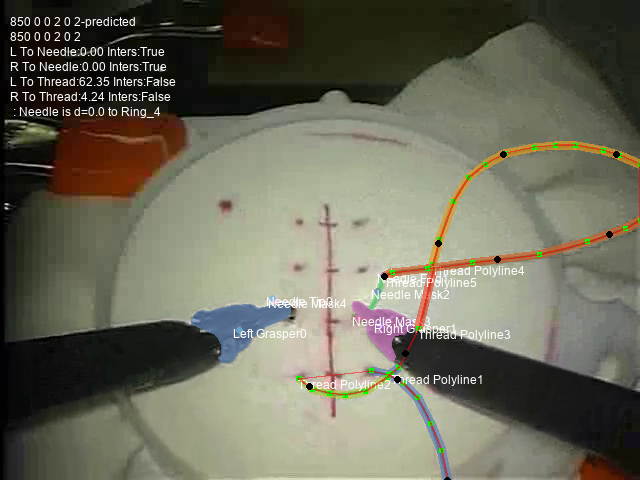 850 0 0 2 0 2-predicted
850 0 0 2 0 2
L To Needle:0.00 Inters:True
R To Needle:0.00 Inters:True
L To Thread:62.35 Inters:False
R To Thread:4.24 Inters:False
: Needle is d=0.0 to Ring_4
Thread Polyline4
Thread Polyline5
Needle Mask2
Needle Tip0
Needle Mask4
Needle Mask3
Right Grasper1
Left Grasper0
Thread Polyline3
Thread Polyline2
Thread Polyline1